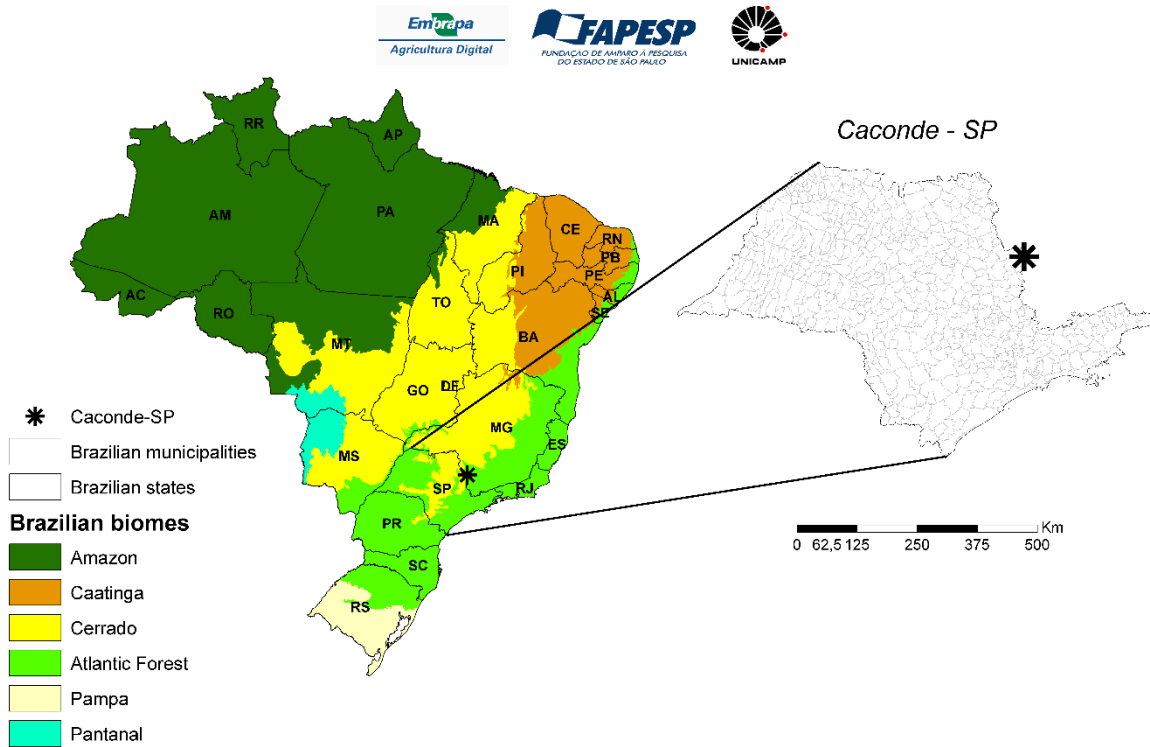 Embrapa
Agricultura Digital
FAPESP
FUNDAÇÃO DE AMPARO À PESQUISA
DO ESTADO DE SÃO PAULO
UNICAMP
Caconde - SP
RR
AP
AM
PA
MA
CE
RN
PB
PE
PI
AL
SE
AC
RO
TO
BA
MT
GO
DF
MG
ES
MS
SP
RJ
PR
SC
RS
Caconde-SP
Brazilian municipalities
Brazilian states
Brazilian biomes
Amazon
Caatinga
Cerrado
Atlantic Forest
Pampa
Pantanal
Km
0 62,5 125 250 375 500